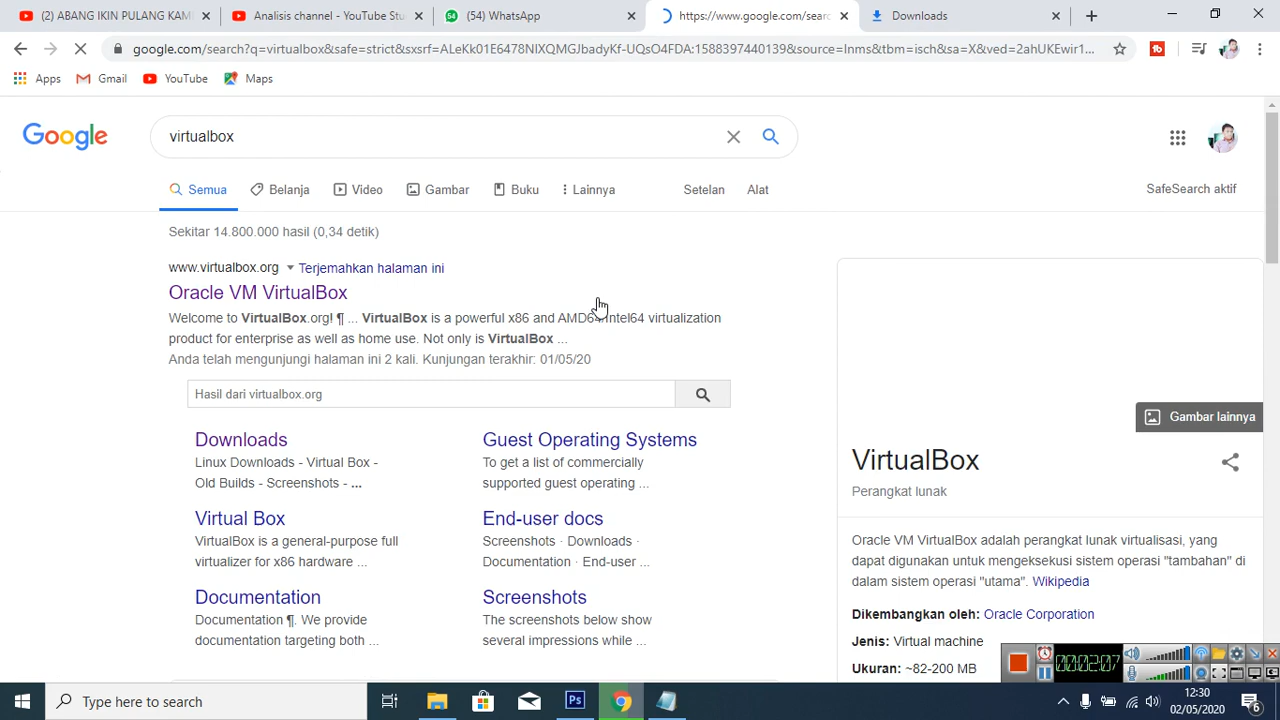 (2) ABANG IKIN PULANG KAN
Analisis channel - YouTube Stu
(54) WhatsApp
https://www.google.com/searc
Downloads
google.com/search?q=virtualbox&safe=strict&sxsrf=ALeKk01E6478NIXQMGJbadyKf-UQsO4FDA:1588397440139&source=lnms&tbm=isch&sa=X&ved=2ahUKEwir1...
Apps
Gmail
YouTube
Maps
Google
virtualbox
Semua
Belanja
Video
Gambar
Buku
Lainnya
Setelan
Alat
SafeSearch aktif
Sekitar 14.800.000 hasil (0,34 detik)
www.virtualbox.org
Terjemahkan halaman ini
Oracle VM VirtualBox
Welcome to VirtualBox.org! ¶ ... VirtualBox is a powerful x86 and AMD64/Intel64 virtualization
product for enterprise as well as home use. Not only is VirtualBox ...
Anda telah mengunjungi halaman ini 2 kali. Kunjungan terakhir: 01/05/20
Hasil dari virtualbox.org
Downloads
Linux Downloads - Virtual Box -
Old Builds - Screenshots - ...
Guest Operating Systems
To get a list of commercially
supported guest operating ...
Virtual Box
VirtualBox is a general-purpose full
virtualizer for x86 hardware ...
End-user docs
Screenshots · Downloads ·
Documentation · End-user ...
Documentation
Documentation ¶. We provide
documentation targeting both ...
Screenshots
The screenshots below show
several impressions while ...
Gambar lainnya
VirtualBox
Perangkat lunak
Oracle VM VirtualBox adalah perangkat lunak virtualisasi, yang
dapat digunakan untuk mengeksekusi sistem operasi "tambahan" di
dalam sistem operasi "utama". Wikipedia
Dikembangkan oleh: Oracle Corporation
Jenis: Virtual machine
Ukuran: ~82-200 MB
00:02:07
Type here to search
Ps
12:30
02/05/2020
6